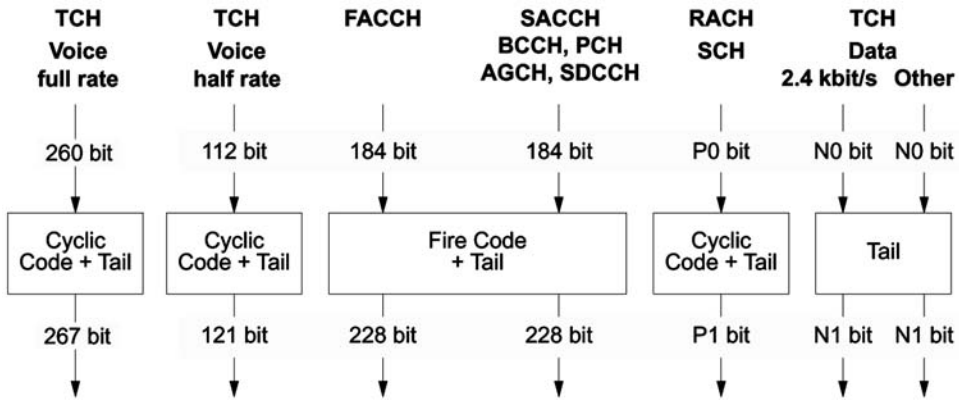 TCH TCH FACCH SACCH RACH TCH
Voice Voice BCCH, PCH SCH Data
full rate half rate AGCH, SDCCH 2.4 kbit/s Other
260 bit 112 bit 184 bit 184 bit P0 bit N0 bit N0 bit
Cyclic Cyclic Fire Code Cyclic Tail
Code + Tail Code + Tail + Tail Code + Tail
267 bit 121 bit 228 bit 228 bit P1 bit N1 bit N1 bit